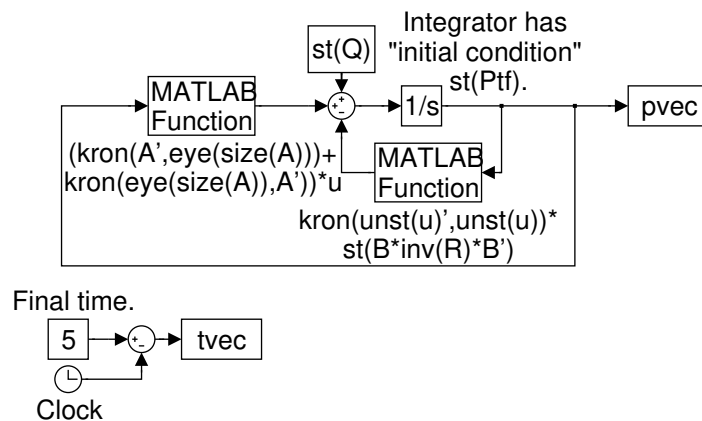 Integrator has
"initial condition"
st(Ptf).
st(Q)
MATLAB
Function
+
+
−
1/s
pvec
(kron(A’,eye(size(A)))+
kron(eye(size(A)),A’))*u
MATLAB
Function
kron(unst(u)’,unst(u))*
st(B*inv(R)*B’)
Final time.
5
+
−
tvec
Clock